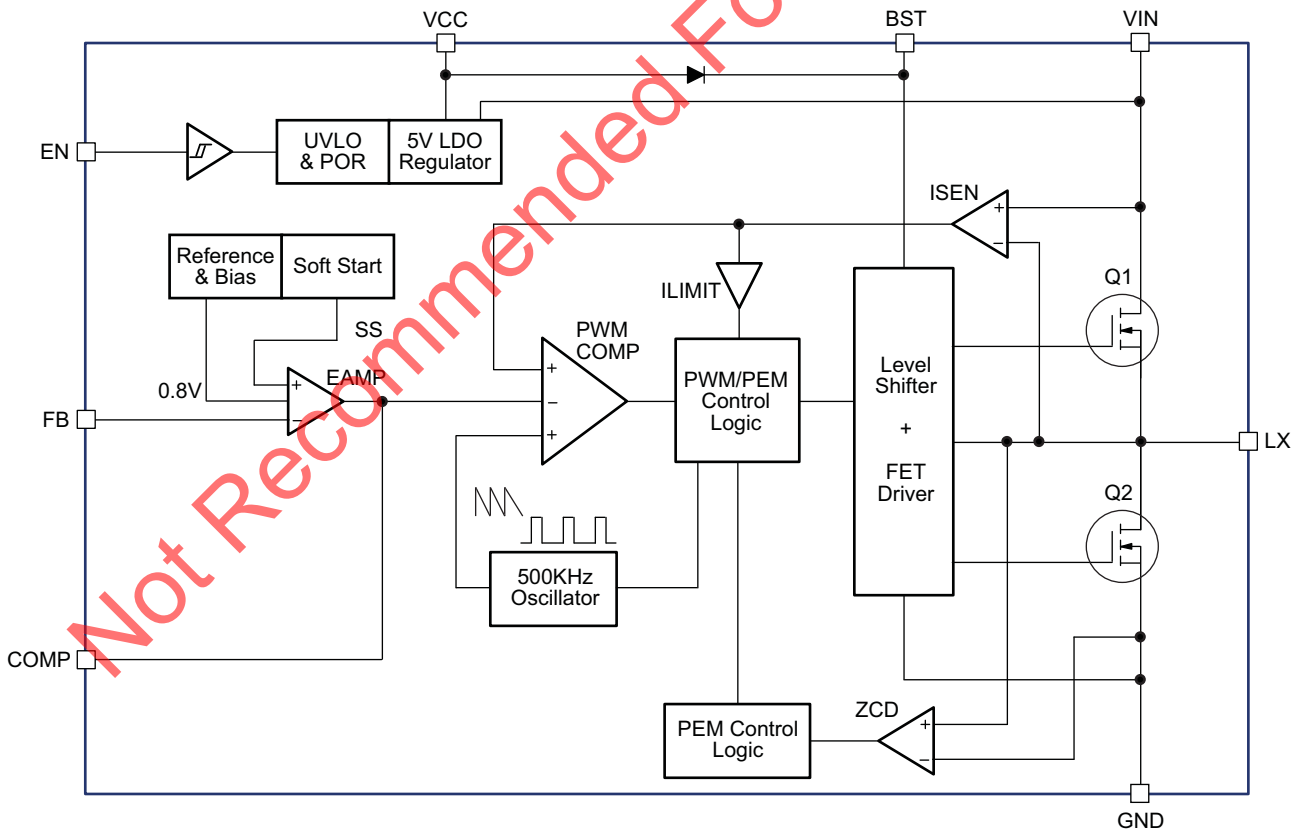 VCC
BST
VIN
EN
UVLO
& POR
5V LDO
Regulator
ISEN
+
−
Reference
& Bias
Soft Start
ILIMIT
Q1
SS
PWM
COMP
+
−
+
EAMP
+
−
0.8V
FB
PWM/PEM
Control
Logic
Level
Shifter
+
FET
Driver
LX
Q2
500KHz
Oscillator
COMP
PEM Control
Logic
ZCD
+
−
GND
Not Recommended Fo